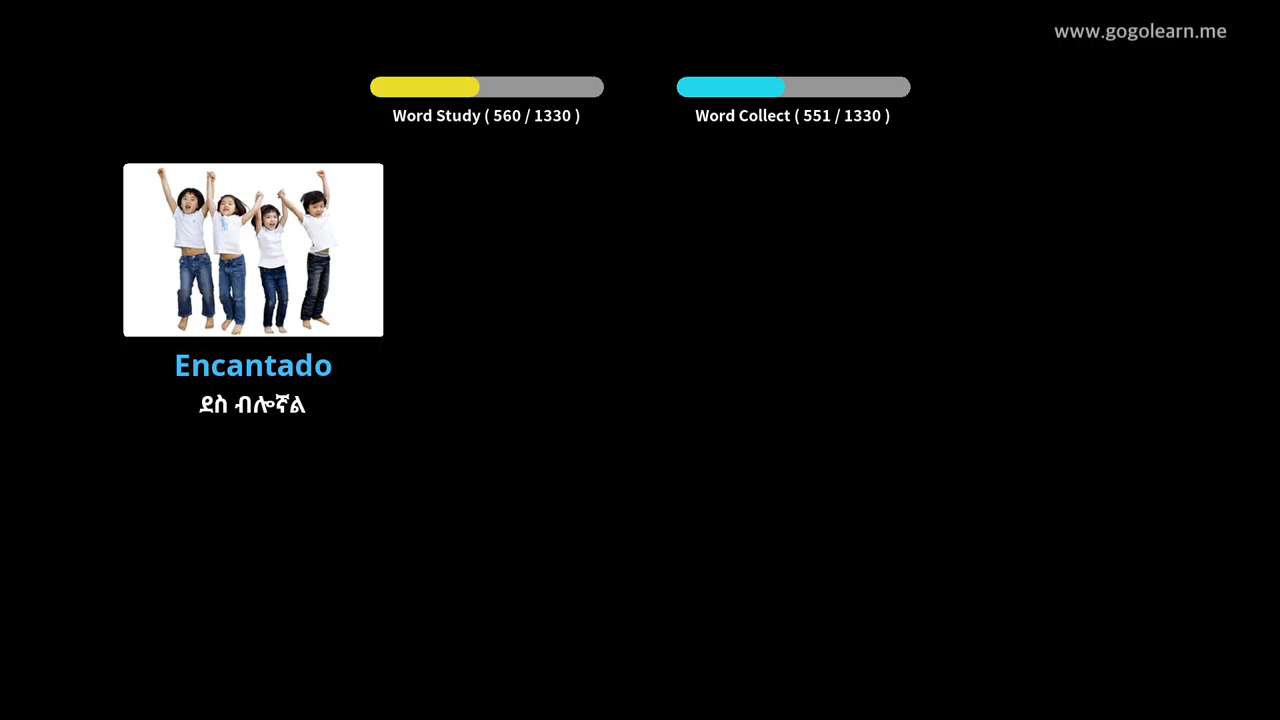 www.gogolearn.me
Word Study ( 560 / 1330 )
Word Collect ( 551 / 1330 )
Encantado
ደስ ብሎኛል